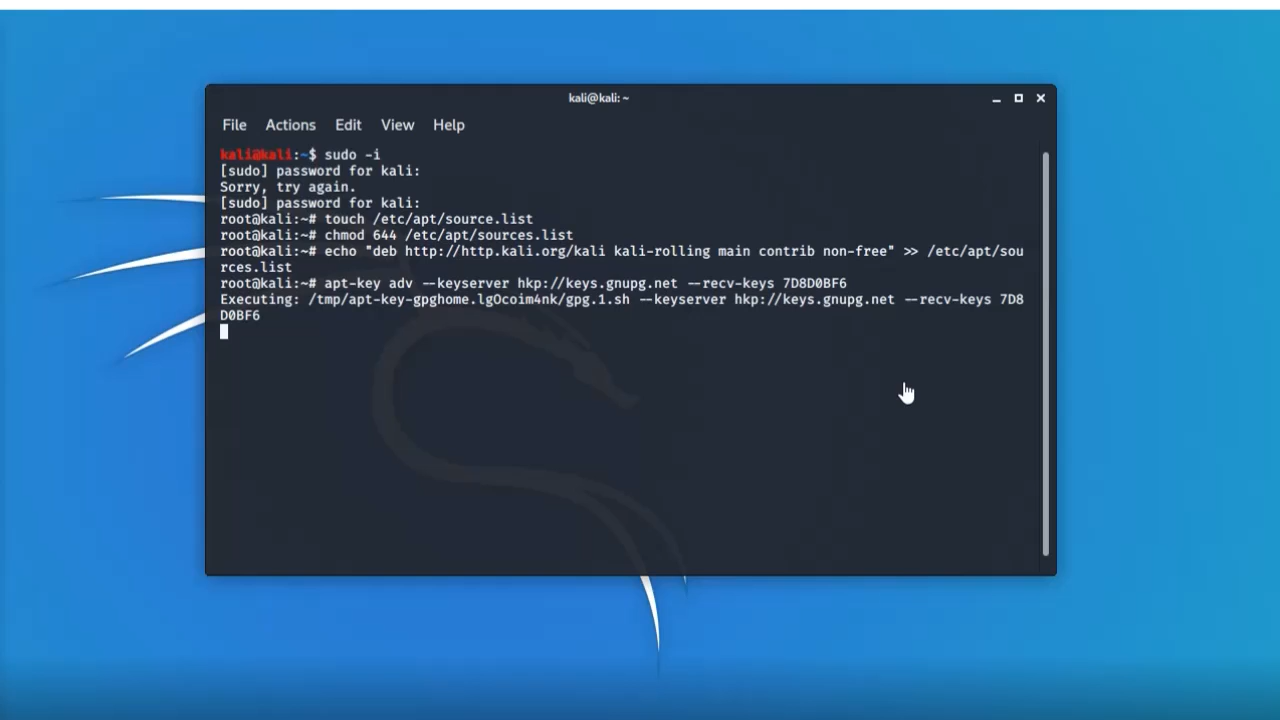 kali@kali: ~
File Actions Edit View Help
kali@kali:~$ sudo -i
[sudo] password for kali:
Sorry, try again.
[sudo] password for kali:
root@kali:~# touch /etc/apt/source.list
root@kali:~# chmod 644 /etc/apt/sources.list
root@kali:~# echo "deb http://http.kali.org/kali kali-rolling main contrib non-free" >> /etc/apt/sou
rces.list
root@kali:~# apt-key adv --keyserver hkp://keys.gnupg.net --recv-keys 7D8D0BF6
Executing: /tmp/apt-key-gpghome.lgOcoim4nk/gpg.1.sh --keyserver hkp://keys.gnupg.net --recv-keys 7D8
D0BF6